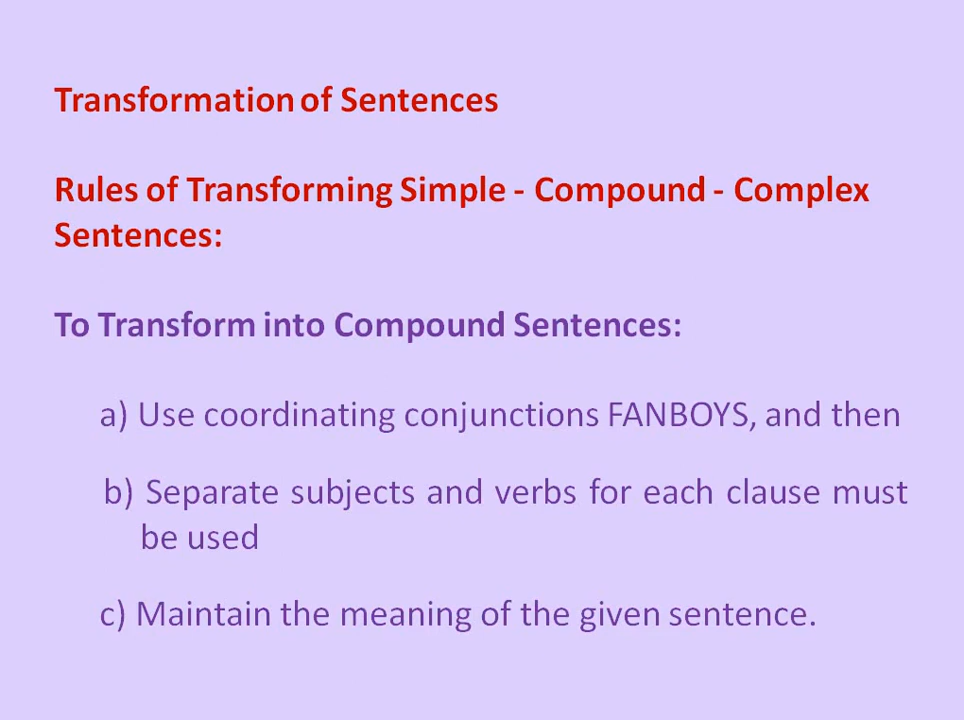 Transformation of Sentences
Rules of Transforming Simple - Compound - Complex
Sentences:
To Transform into Compound Sentences:
a) Use coordinating conjunctions FANBOYS, and then
b) Separate subjects and verbs for each clause must
be used
c) Maintain the meaning of the given sentence.